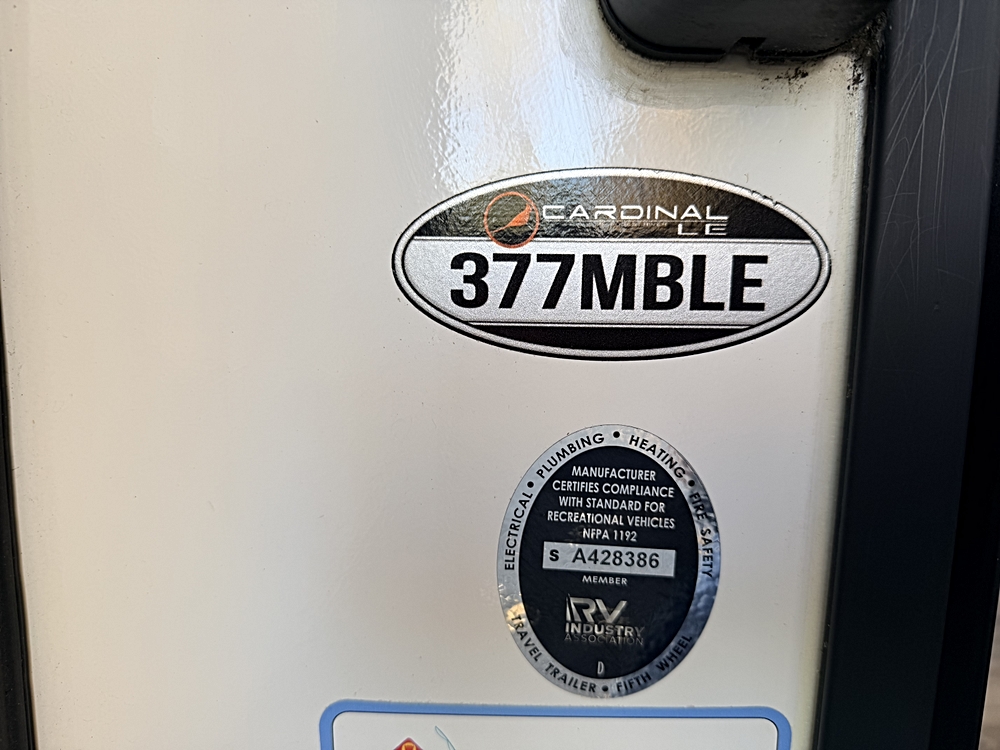 CARDINAL
LE
377MBLE
ELECTRICAL • PLUMBING • HEATING • FIRE SAFETY
MANUFACTURER
CERTIFIES COMPLIANCE
WITH STANDARD FOR
RECREATIONAL VEHICLES
NFPA 1192
S A428386
MEMBER
RV
INDUSTRY
ASSOCIATION
D
TRAVEL TRAILER • FIFTH WHEEL